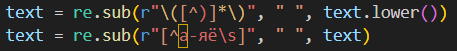 text = re.sub(r"\([^)]*\)", " ", text.lower())
text = re.sub(r"[^а-яё\s]", " ", text)